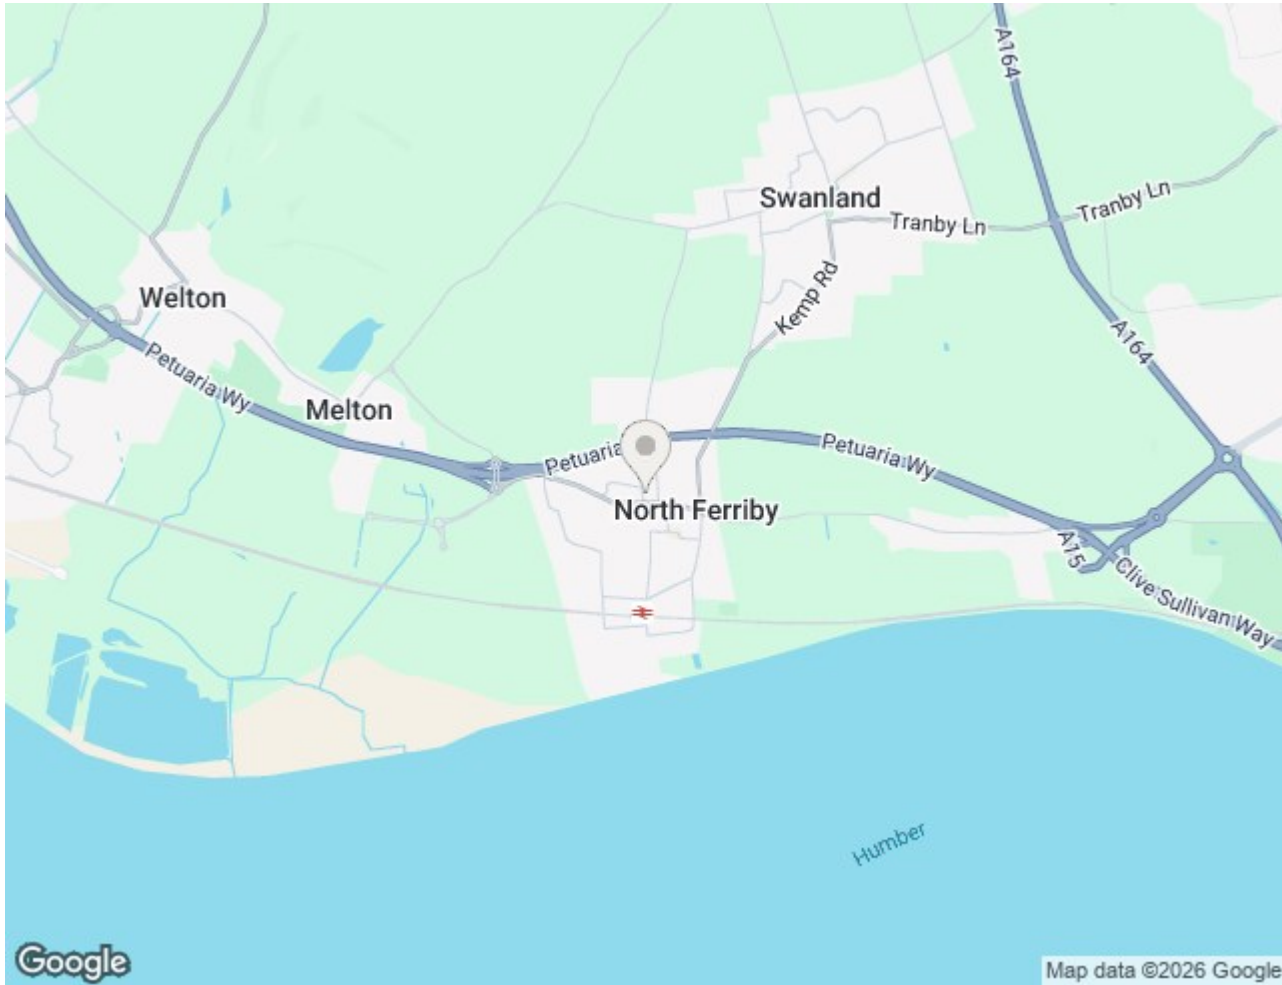 A164
Swanland
Tranby Ln
Tranby Ln
Kemp Rd
Welton
A164
Petuaria Wy
Melton
Petuaria
Petuaria Wy
North Ferriby
A15
Clive Sullivan Way
Humber
Google
Map data ©2026 Google